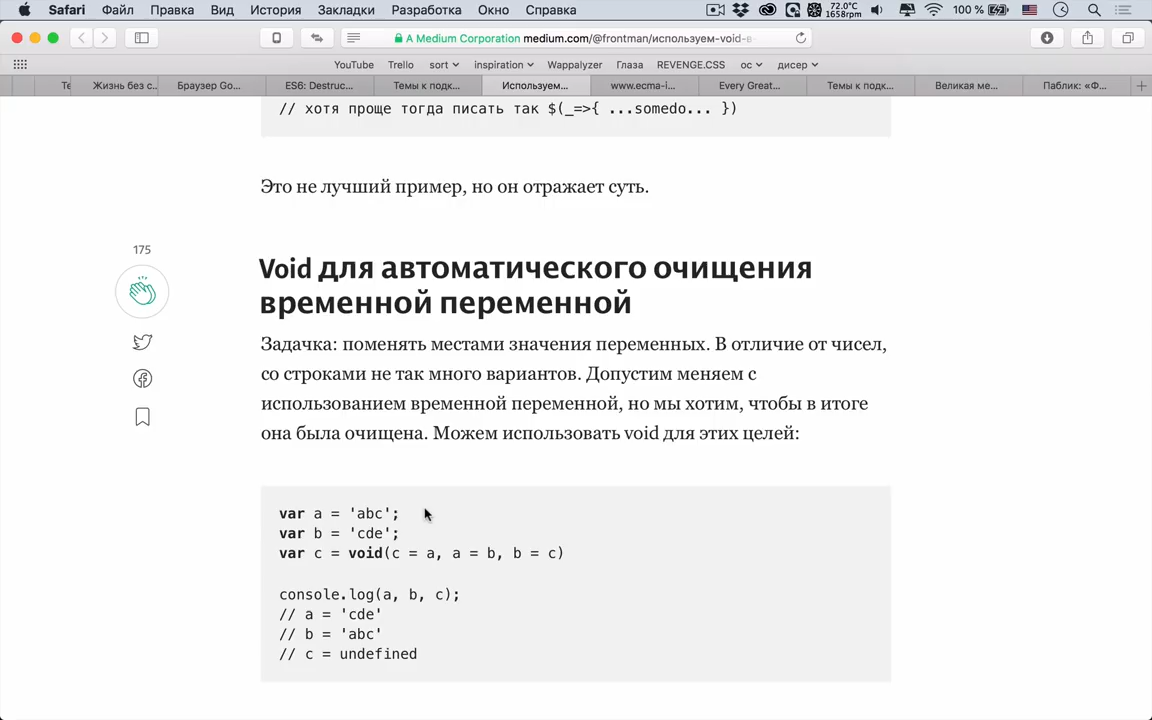 Safari Файл Правка Вид История Закладки Разработка Окно Справка 72.0°C 1658rpm 100 %
A Medium Corporation medium.com/@frontman/используем-void-в-
YouTube Trello sort inspiration Wappalyzer Глаза REVENGE.CSS ос дисер
Те Жизнь без с... Браузер Go... ES6: Destruc... Темы к подк... Используем... www.ecma-i... Every Great... Темы к подк... Великая ме... Паблик: «Ф...
// хотя проще тогда писать так $(_=>{ ...somedo... })
Это не лучший пример, но он отражает суть.
175
Void для автоматического очищения
временной переменной
Задачка: поменять местами значения переменных. В отличие от чисел,
со строками не так много вариантов. Допустим меняем с
использованием временной переменной, но мы хотим, чтобы в итоге
она была очищена. Можем использовать void для этих целей:
var a = 'abc';
var b = 'cde';
var c = void(c = a, a = b, b = c)
console.log(a, b, c);
// a = 'cde'
// b = 'abc'
// c = undefined